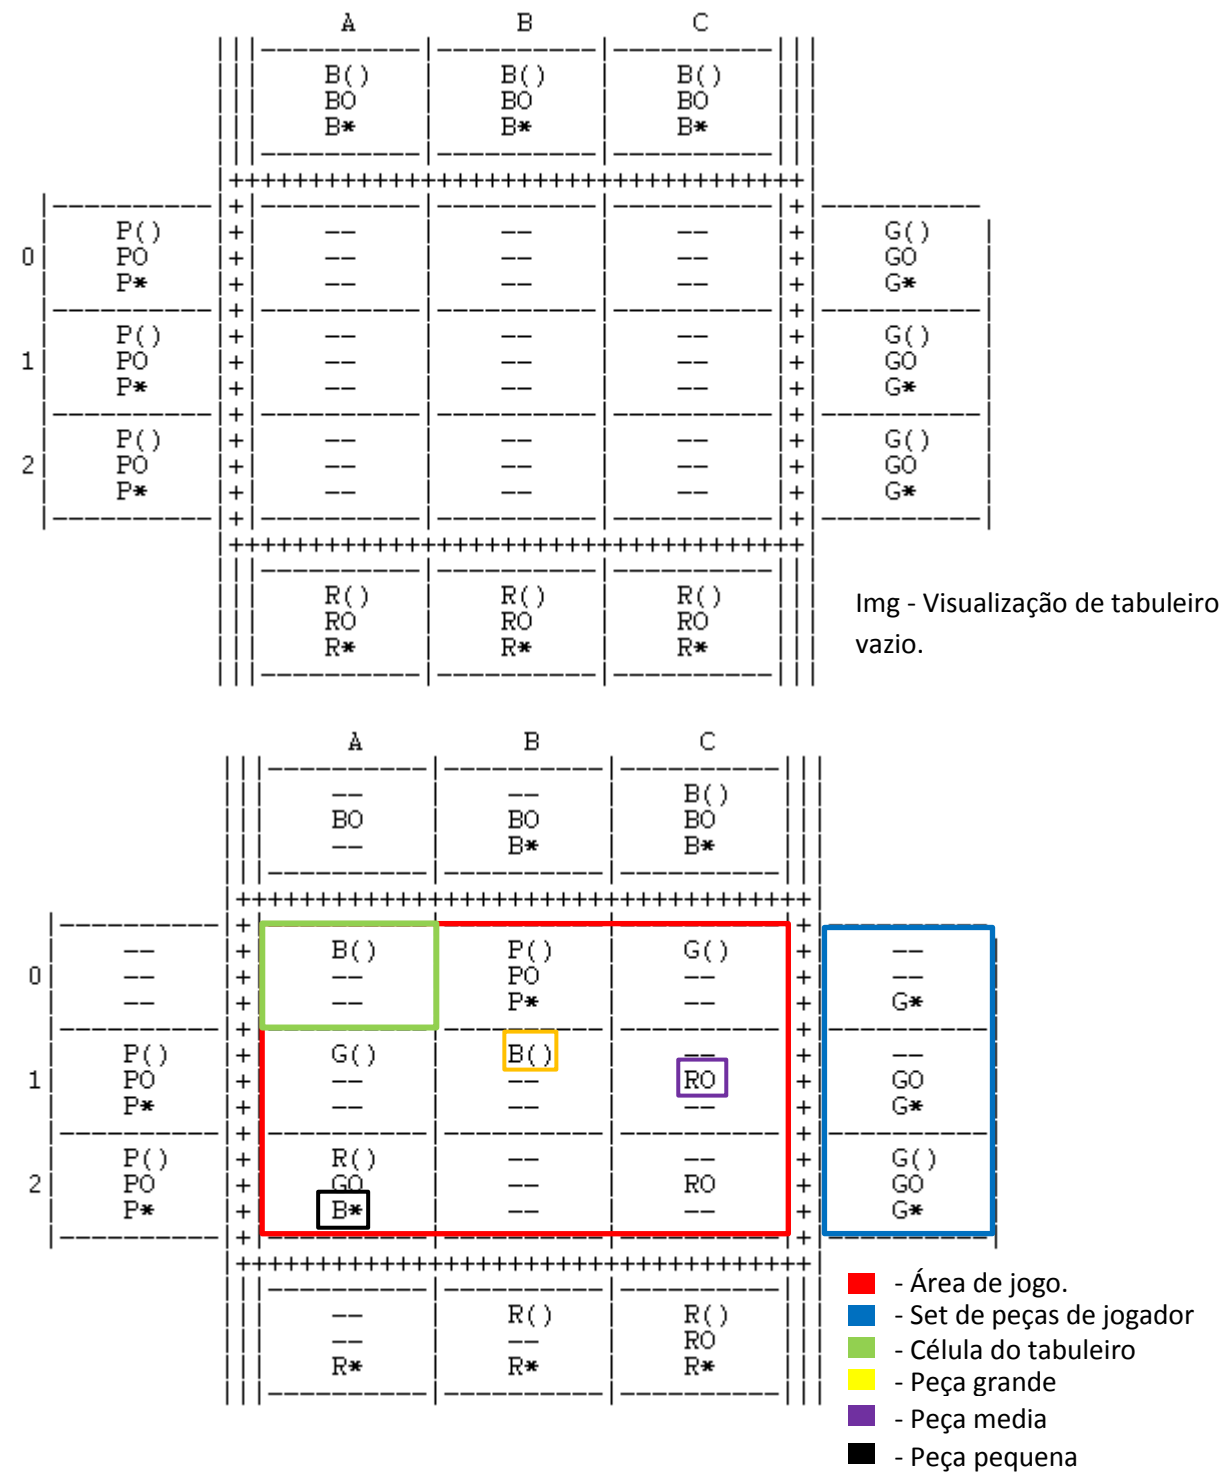 A B C
|||----------|----------|----------|||
B() B() B()
BO BO BO
B* B* B*
|||----------|----------|----------|||
+++++++++++++++++++++++++++++++++++
|----------|+|----------|----------|----------|+|----------
P() + -- -- -- + G()
0 PO + -- -- -- + GO
P* + -- -- -- + G*
|----------|+|----------|----------|----------|+|----------|
P() + -- -- -- + G()
1 PO + -- -- -- + GO
P* + -- -- -- + G*
|----------|+|----------|----------|----------|+|----------|
P() + -- -- -- + G()
2 PO + -- -- -- + GO
P* + -- -- -- + G*
|----------|+|----------|----------|----------|+|----------|
+++++++++++++++++++++++++++++++++++
|||----------|----------|----------|||
R() R() R()
RO RO RO
R* R* R*
|||----------|----------|----------|||
Img - Visualização de tabuleiro
vazio.
A B C
|||----------|----------|----------|||
-- -- B()
BO BO BO
-- B* B*
|||----------|----------|----------|||
+++++++++++++++++++++++++++++++++++
|----------|+|----------|----------|----------|+|----------
-- + B() P() G() + --
0 -- + -- PO -- + --
-- + -- P* -- + G*
|----------|+|----------|----------|----------|+|----------|
P() + G() B() -- + --
1 PO + -- -- RO + GO
P* + -- -- -- + G*
|----------|+|----------|----------|----------|+|----------|
P() + R() -- -- + G()
2 PO + GO -- RO + GO
P* + B* -- -- + G*
|----------|+|----------|----------|----------|+|----------|
+++++++++++++++++++++++++++++++++++
|||----------|----------|----------|||
-- R() R()
-- -- RO
R* R* R*
|||----------|----------|----------|||
- Área de jogo.
- Set de peças de jogador
- Célula do tabuleiro
- Peça grande
- Peça media
- Peça pequena